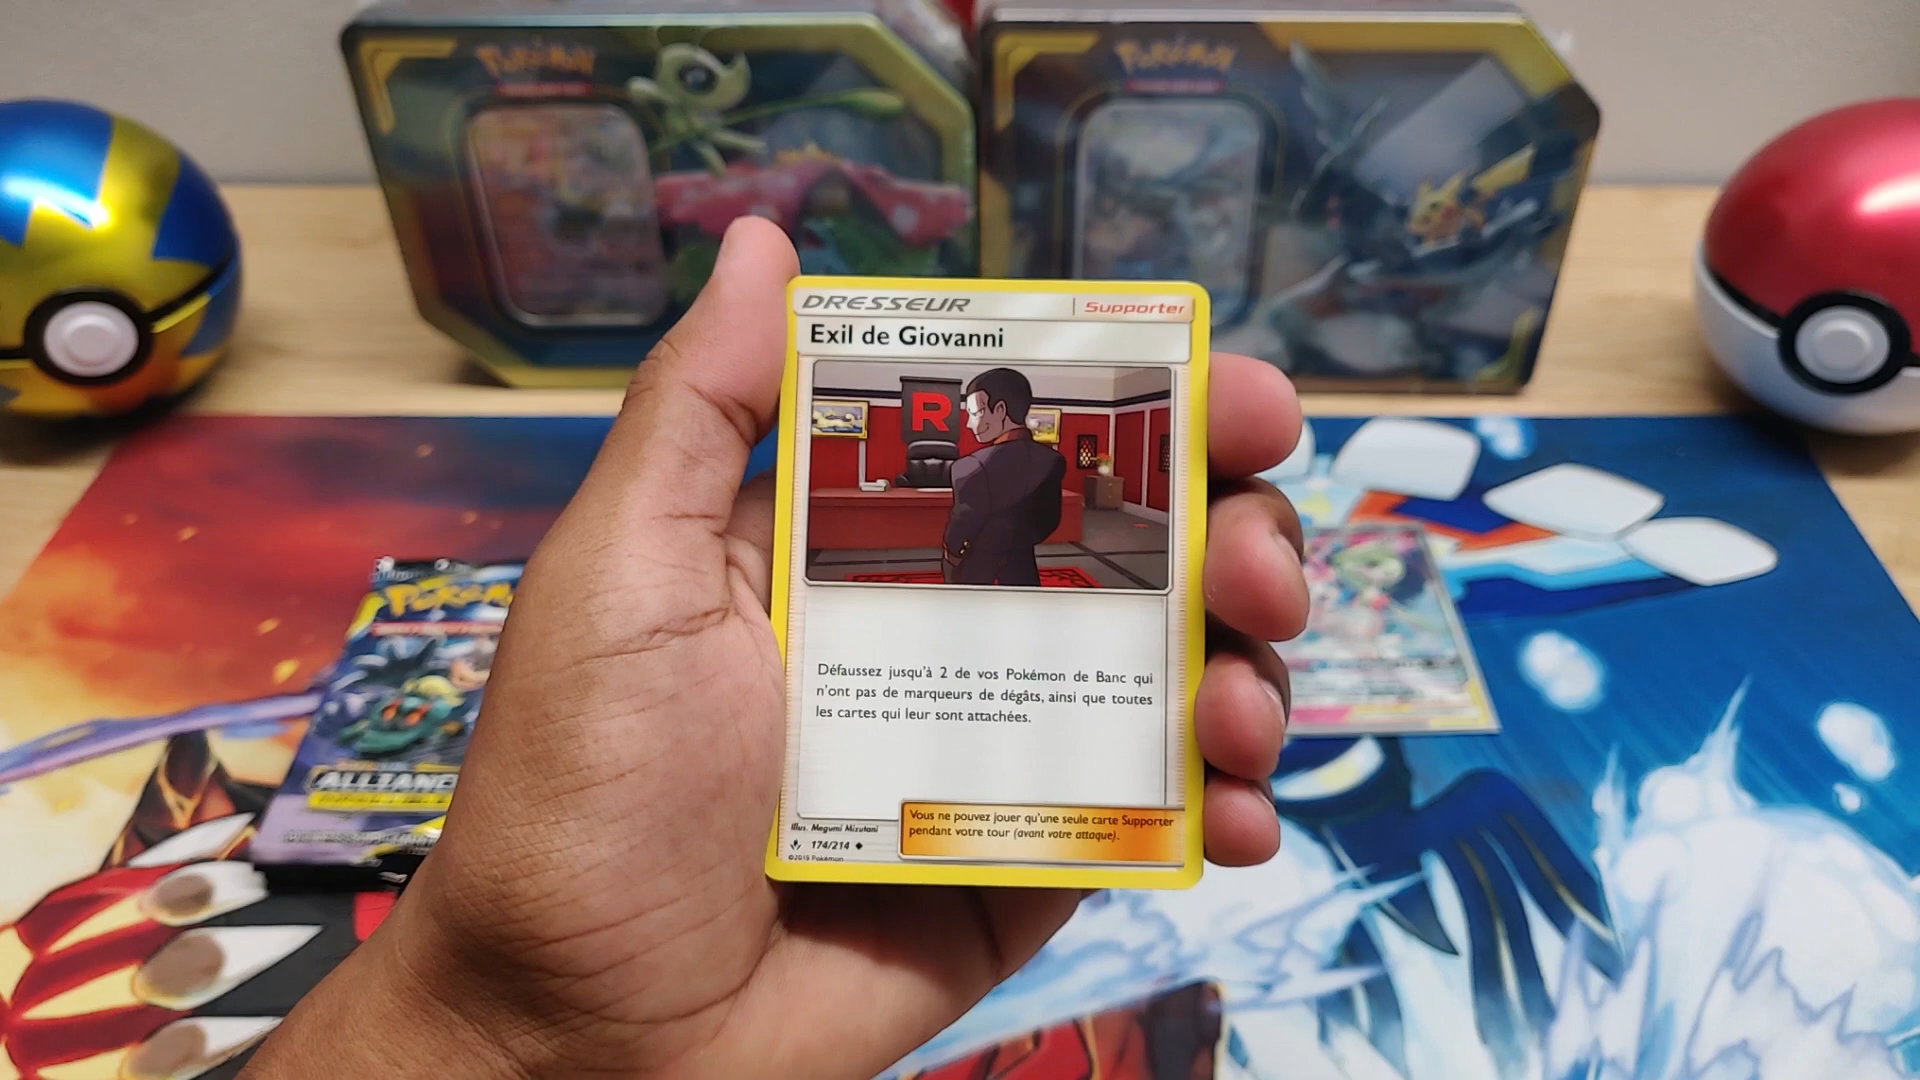 Pokémon
Pokémon
DRESSEUR
Supporter
Exil de Giovanni
R
Défaussez jusqu'à 2 de vos Pokémon de Banc qui
n'ont pas de marqueurs de dégâts, ainsi que toutes
les cartes qui leur sont attachées.
Vous ne pouvez jouer qu'une seule carte Supporter
pendant votre tour (avant votre attaque).
Illus. Megumi Mizutani
174/214
©2019 Pokémon
POKÉM
ALLIANC